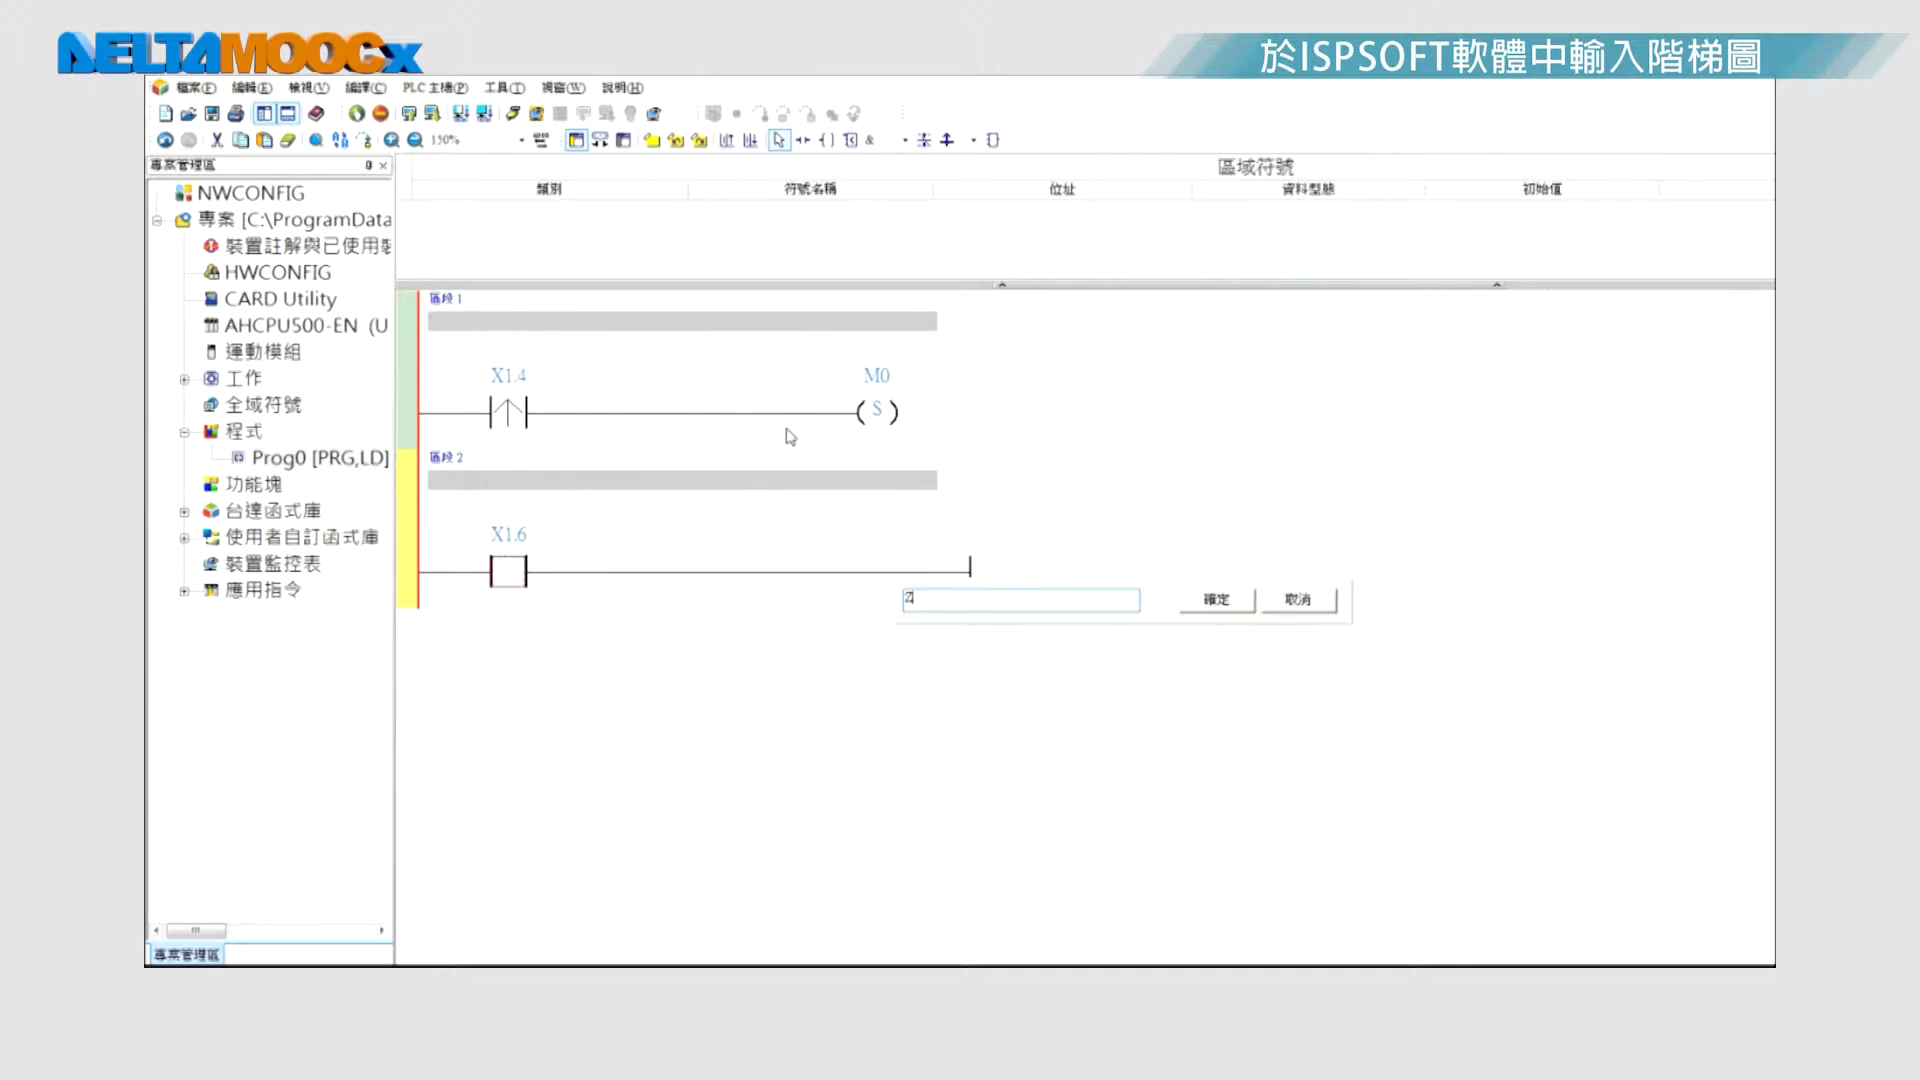 DELTAMOOCx
於ISPSOFT軟體中輸入階梯圖
檔案(F) 編輯(E) 檢視(V) 編譯(C) PLC 主機(P) 工具(T) 視窗(W) 說明(H)
150%
專案管理區
NWCONFIG
專案 [C:\ProgramData
裝置註解與已使用裝
HWCONFIG
CARD Utility
AHCPU500-EN (U
運動模組
工作
全域符號
程式
Prog0 [PRG,LD]
功能塊
台達函式庫
使用者自訂函式庫
裝置監控表
應用指令
專案管理區
區域符號
類別 符號名稱 位址 資料型態 初始值
區段 1
X1.4 M0
S
區段 2
X1.6
Z 確定 取消